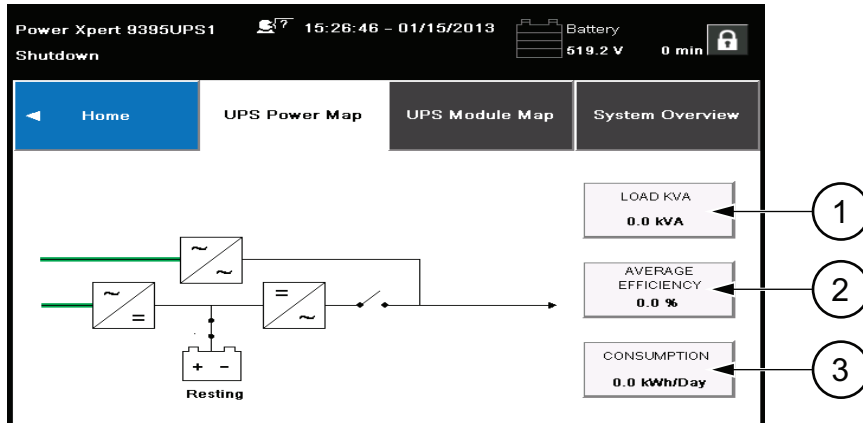 Power Xpert 9395UPS1
? 15:26:46 - 01/15/2013
Battery
Shutdown
519.2 V 0 min
Home
UPS Power Map
UPS Module Map
System Overview
LOAD KVA
0.0 kVA
1
AVERAGE
EFFICIENCY
0.0 %
2
CONSUMPTION
0.0 kWh/Day
3
~
~
~
=
=
~
+ -
Resting